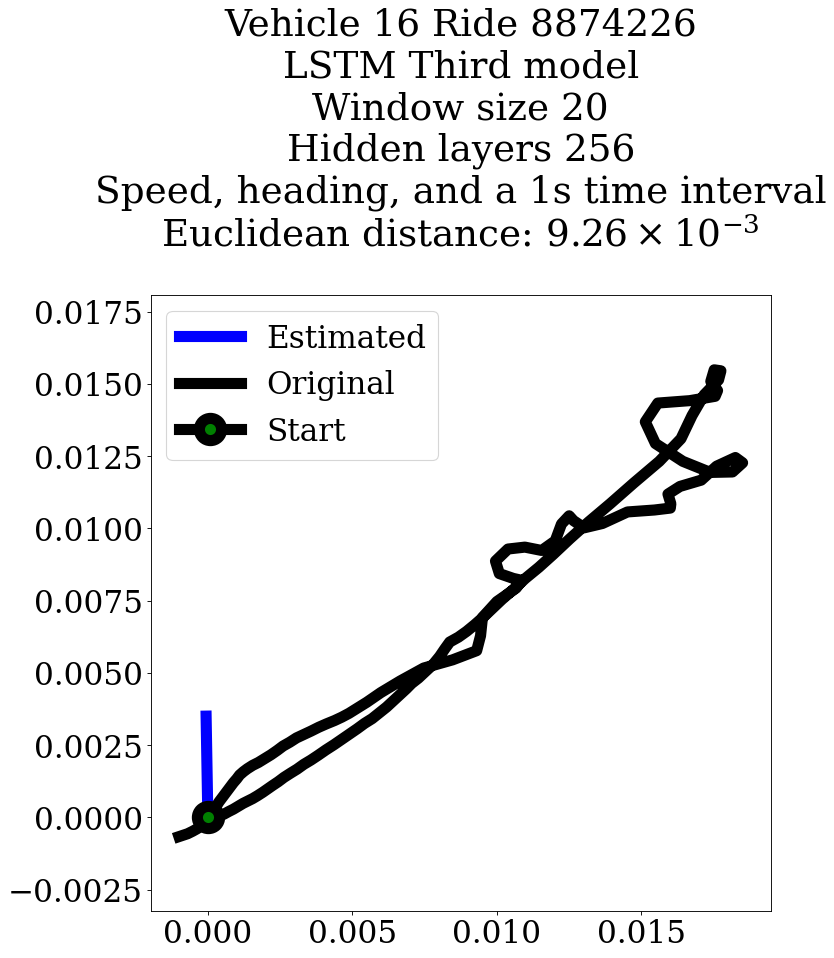 Vehicle 16 Ride 8874226
LSTM Third model
Window size 20
Hidden layers 256
Speed, heading, and a 1s time interval
Euclidean distance: 9.26 × 10⁻³
Estimated
Original
Start
0.0175
0.0150
0.0125
0.0100
0.0075
0.0050
0.0025
0.0000
−0.0025
0.000 0.005 0.010 0.015